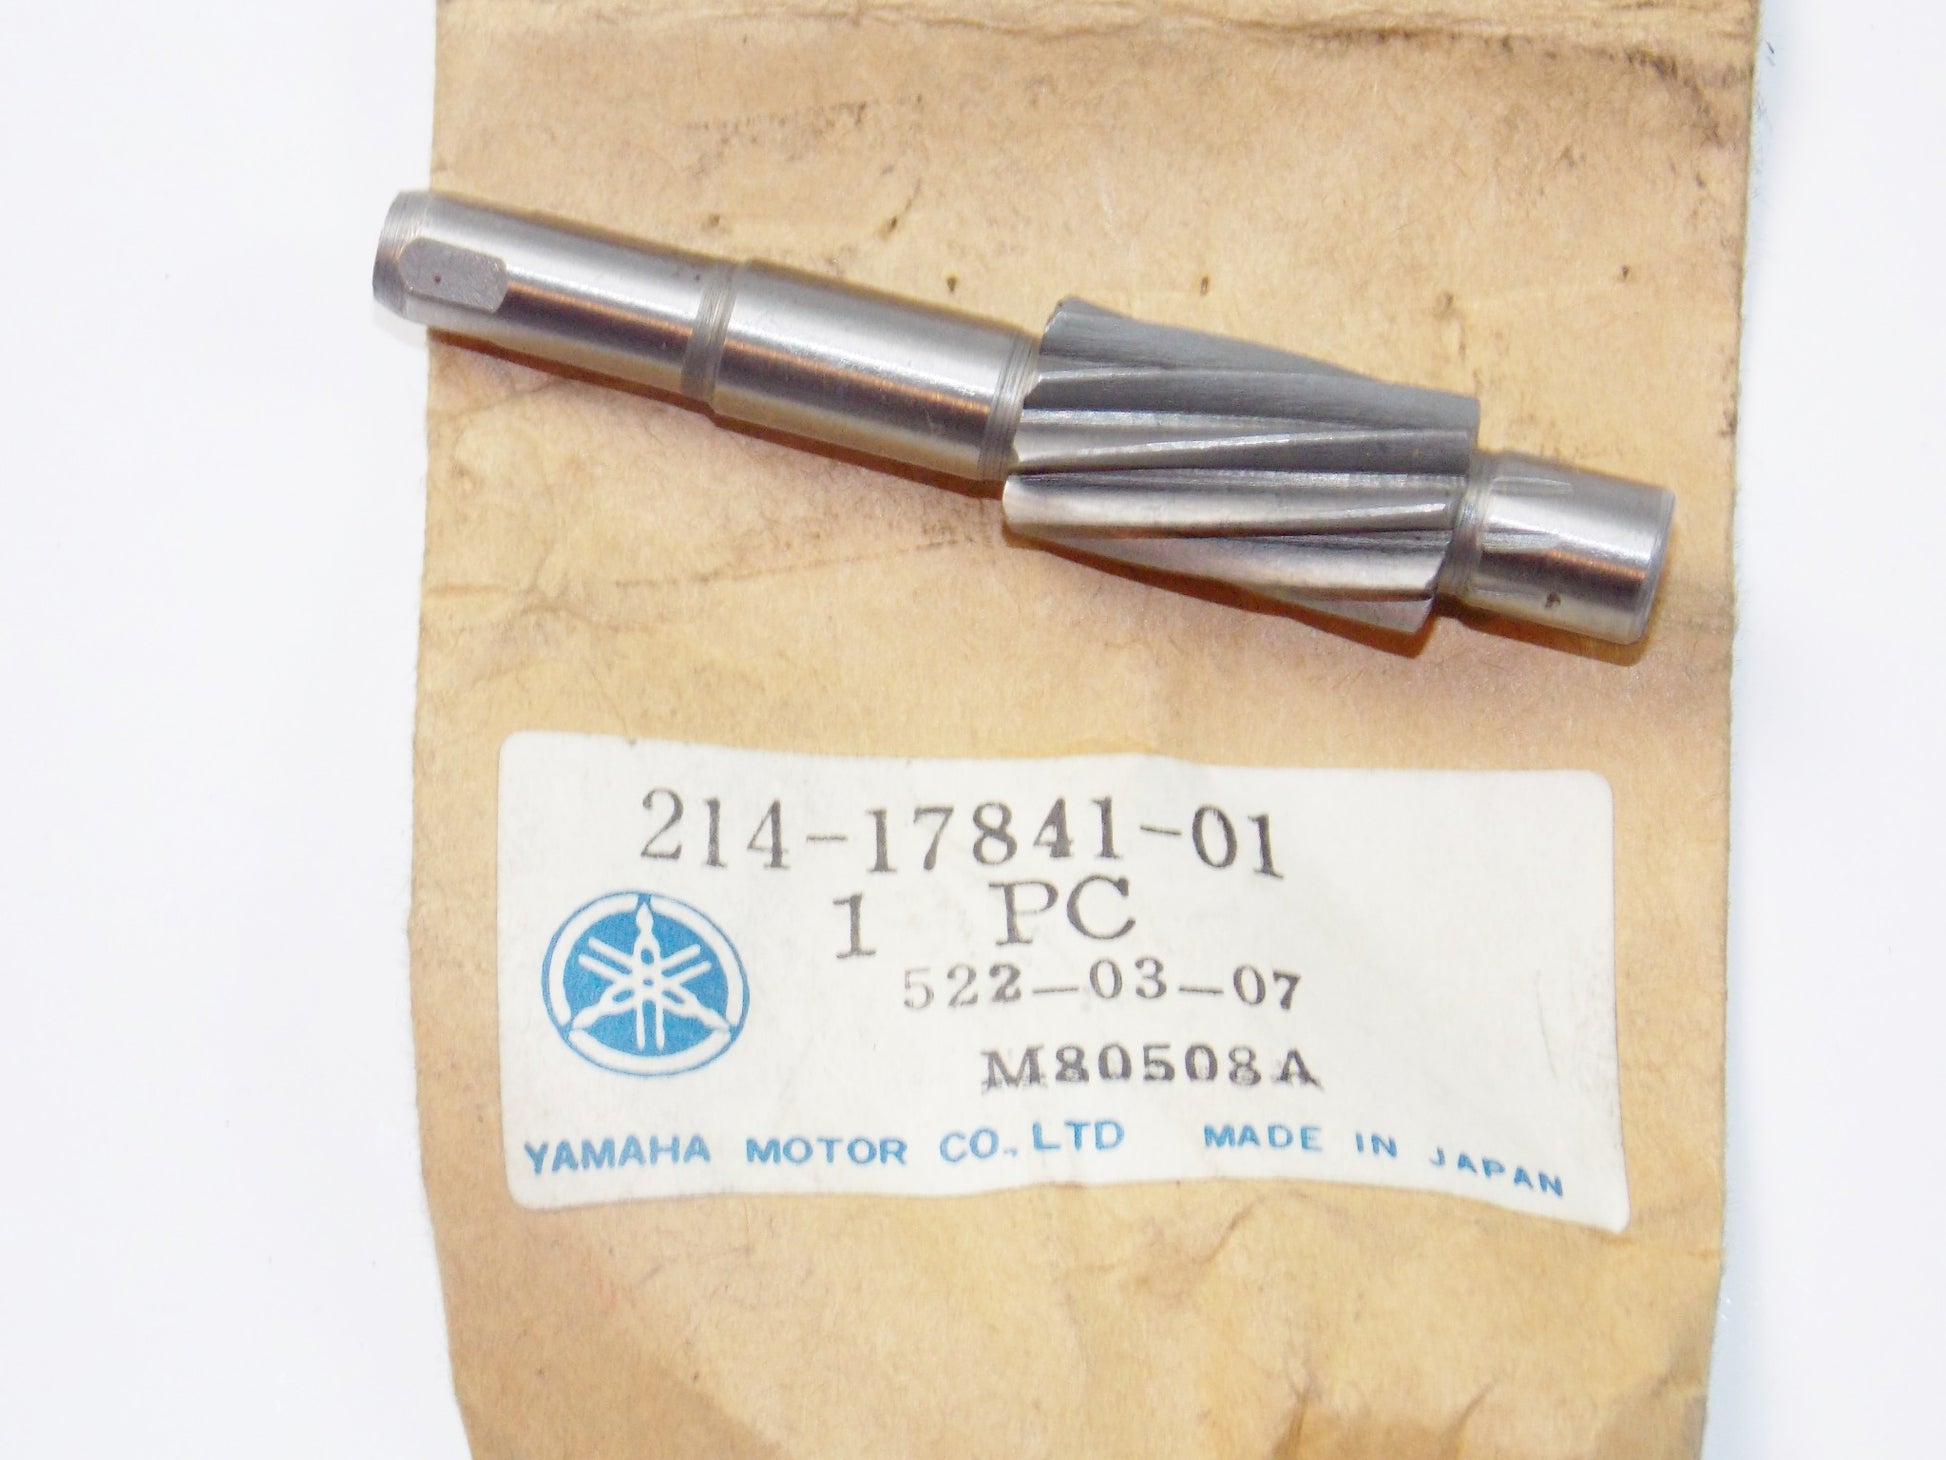 214-17841-01
1 PC
522-03-07
M80508A
YAMAHA MOTOR CO., LTD MADE IN JAPAN